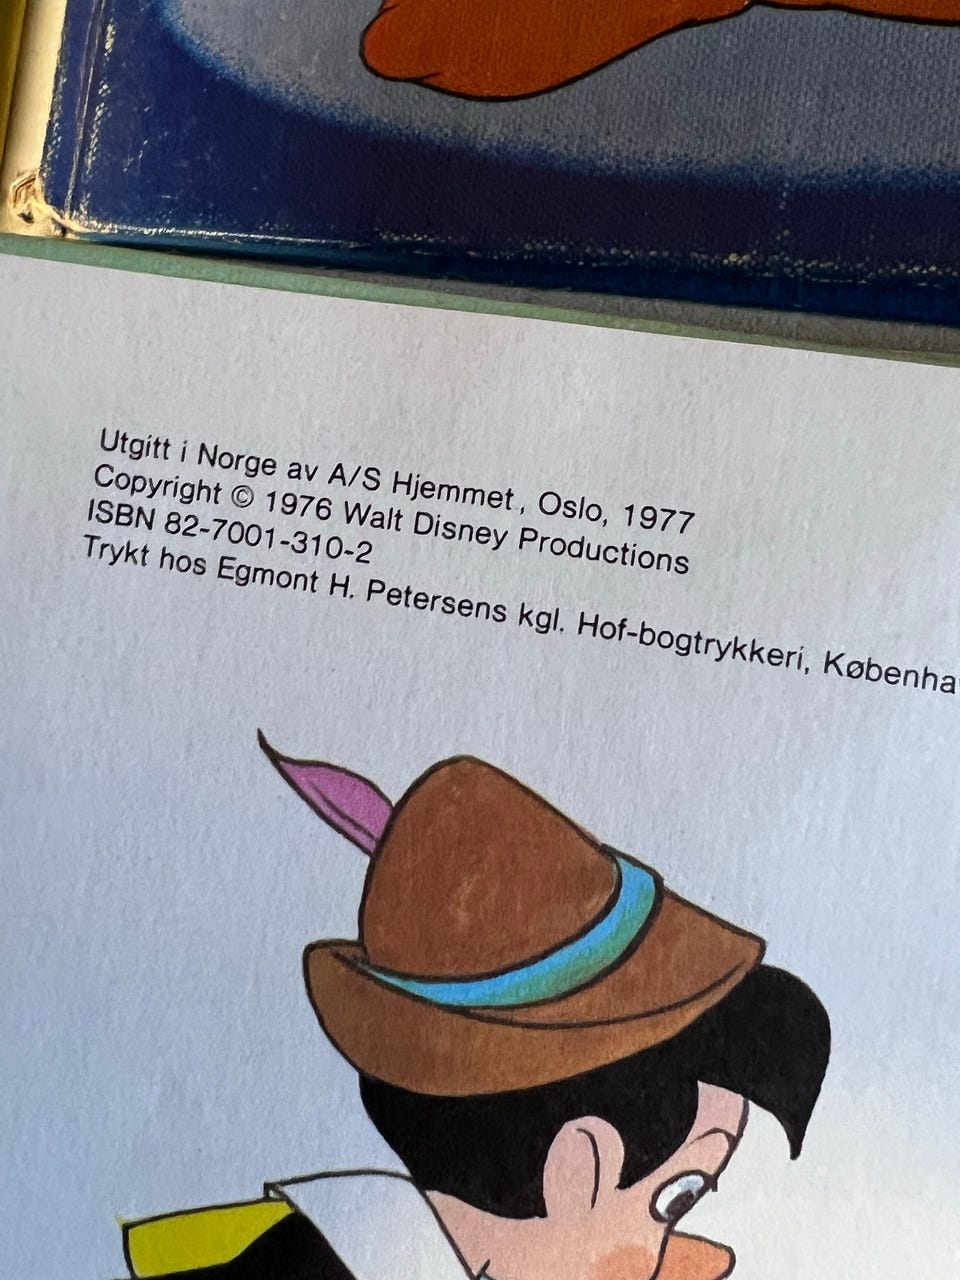 Utgitt i Norge av A/S Hjemmet, Oslo, 1977
Copyright © 1976 Walt Disney Productions
ISBN 82-7001-310-2
Trykt hos Egmont H. Petersens kgl. Hof-bogtrykkeri,